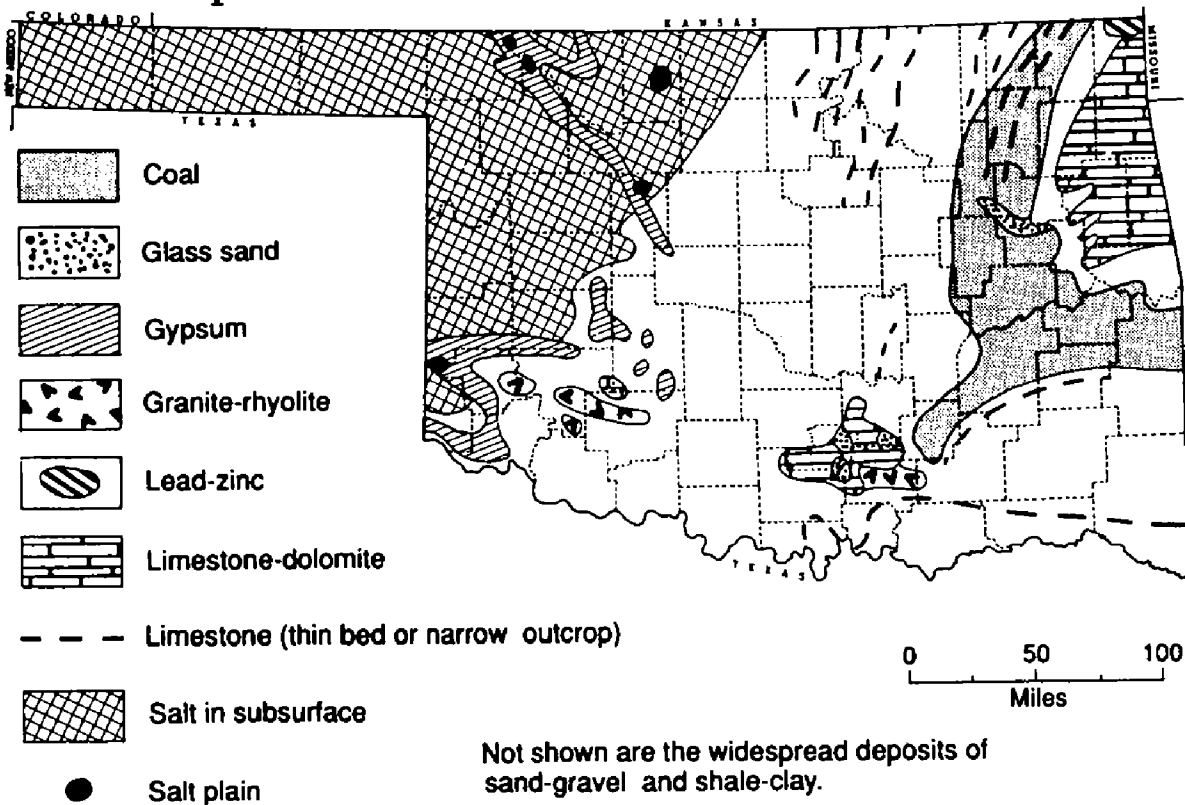 COLORADO
KANSAS
NEW MEXICO
MISSOURI
TEXAS
Coal
Glass sand
Gypsum
Granite-rhyolite
Lead-zinc
Limestone-dolomite
Limestone (thin bed or narrow outcrop)
Salt in subsurface
Salt plain
TEXAS
0 50 100
Miles
Not shown are the widespread deposits of
sand-gravel and shale-clay.